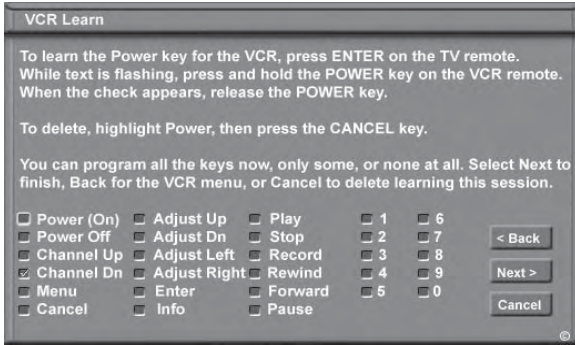 VCR Learn
To learn the Power key for the VCR, press ENTER on the TV remote.
While text is flashing, press and hold the POWER key on the VCR remote.
When the check appears, release the POWER key.
To delete, highlight Power, then press the CANCEL key.
You can program all the keys now, only some, or none at all. Select Next to
finish, Back for the VCR menu, or Cancel to delete learning this session.
Power (On) Adjust Up Play 1 6
Power Off Adjust Dn Stop 2 7 < Back
Channel Up Adjust Left Record 3 8
Channel Dn Adjust Right Rewind 4 9 Next >
Menu Enter Forward 5 0
Cancel Info Pause Cancel
©